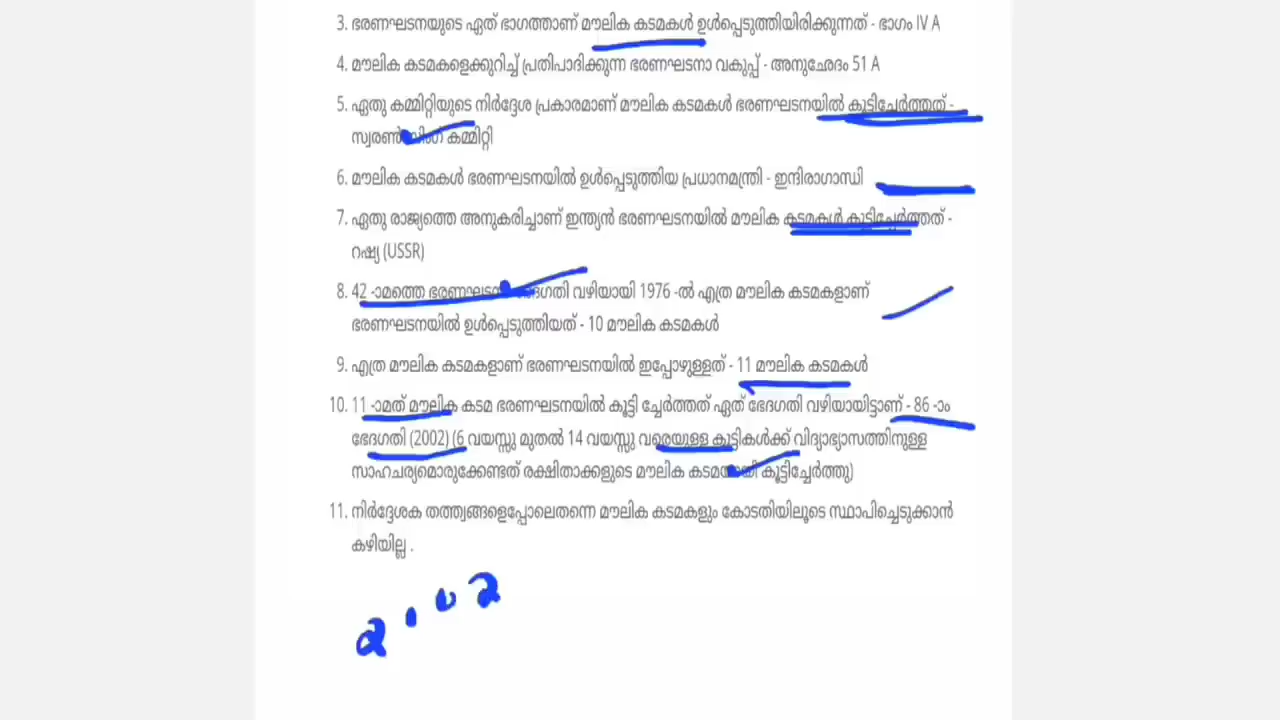 3. ഭരണഘടനയുടെ ഏത് ഭാഗത്താണ് മൗലിക കടമകൾ ഉൾപ്പെടുത്തിയിരിക്കുന്നത് - ഭാഗം IV A
4. മൗലിക കടമകളെക്കുറിച്ച് പ്രതിപാദിക്കുന്ന ഭരണഘടനാ വകുപ്പ് - അനുഛേദം 51 A
5. ഏതു കമ്മിറ്റിയുടെ നിർദ്ദേശ പ്രകാരമാണ് മൗലിക കടമകൾ ഭരണഘടനയിൽ കൂട്ടിചേർത്തത് -
സ്വരൺ സിംഗ് കമ്മിറ്റി
6. മൗലിക കടമകൾ ഭരണഘടനയിൽ ഉൾപ്പെടുത്തിയ പ്രധാനമന്ത്രി - ഇന്ദിരാഗാന്ധി
7. ഏതു രാജ്യത്തെ അനുകരിച്ചാണ് ഇന്ത്യൻ ഭരണഘടനയിൽ മൗലിക കടമകൾ കൂട്ടിച്ചേർത്തത് -
റഷ്യ (USSR)
8. 42 -ാമത്തെ ഭരണഘടനാ ഭേദഗതി വഴിയായി 1976 -ൽ എത്ര മൗലിക കടമകളാണ്
ഭരണഘടനയിൽ ഉൾപ്പെടുത്തിയത് - 10 മൗലിക കടമകൾ
9. എത്ര മൗലിക കടമകളാണ് ഭരണഘടനയിൽ ഇപ്പോഴുള്ളത് - 11 മൗലിക കടമകൾ
10. 11 -ാമത് മൗലിക കടമ ഭരണഘടനയിൽ കൂട്ടി ച്ചേർത്തത് ഏത് ഭേദഗതി വഴിയായിട്ടാണ് - 86 -ാം
ഭേദഗതി (2002) (6 വയസ്സു മുതൽ 14 വയസ്സു വരെയുള്ള കുട്ടികൾക്ക് വിദ്യാഭ്യാസത്തിനുള്ള
സാഹചര്യമൊരുക്കേണ്ടത് രക്ഷിതാക്കളുടെ മൗലിക കടമയായി കൂട്ടിച്ചേർത്തു)
11. നിർദ്ദേശക തത്ത്വങ്ങളെപ്പോലെതന്നെ മൗലിക കടമകളും കോടതിയിലൂടെ സ്ഥാപിച്ചെടുക്കാൻ
കഴിയില്ല .
2002